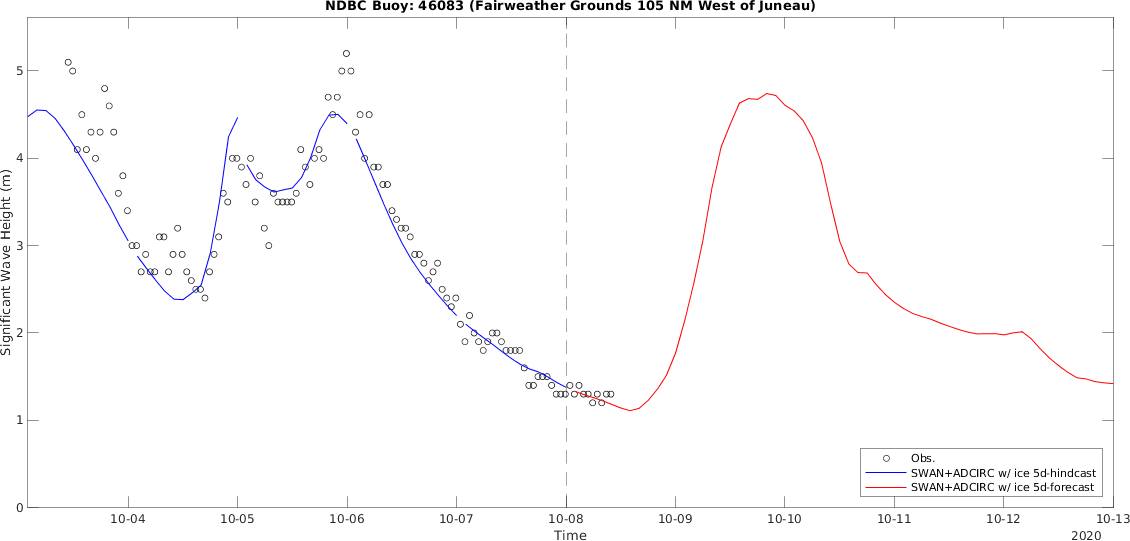 NDBC Buoy: 46083 (Fairweather Grounds 105 NM West of Juneau)
Significant Wave Height (m)
5
4
3
2
1
0
Obs.
SWAN+ADCIRC w/ ice 5d-hindcast
SWAN+ADCIRC w/ ice 5d-forecast
10-04 10-05 10-06 10-07 10-08 10-09 10-10 10-11 10-12 10-13
Time
2020